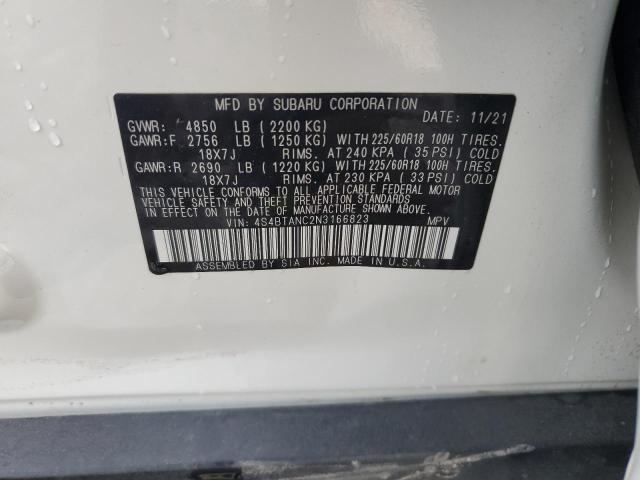 MFD BY SUBARU CORPORATION DATE: 11/21
GVWR: 4850 LB (2200 KG)
GAWR:F 2756 LB (1250 KG) WITH 225/60R18 100H TIRES.
18X7J RIMS. AT 240 KPA (35 PSI) COLD
GAWR:R 2690 LB (1220 KG) WITH 225/60R18 100H TIRES.
18X7J RIMS. AT 230 KPA (33 PSI) COLD
THIS VEHICLE CONFORMS TO ALL APPLICABLE FEDERAL MOTOR
VEHICLE SAFETY, AND THEFT PREVENTION STANDARDS
IN EFFECT ON THE DATE OF MANUFACTURE SHOWN ABOVE.
VIN: 4S4BTANC2N3166823 MPV
ASSEMBLED BY SIA INC. MADE IN U.S.A.